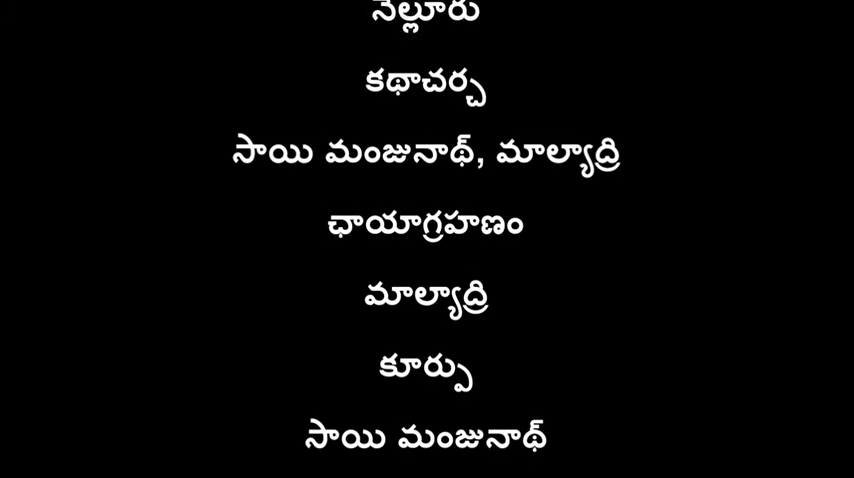 నెల్లూరు
కథాచర్చ
సాయి మంజునాథ్, మాల్యాద్రి
ఛాయాగ్రహణం
మాల్యాద్రి
కూర్పు
సాయి మంజునాథ్